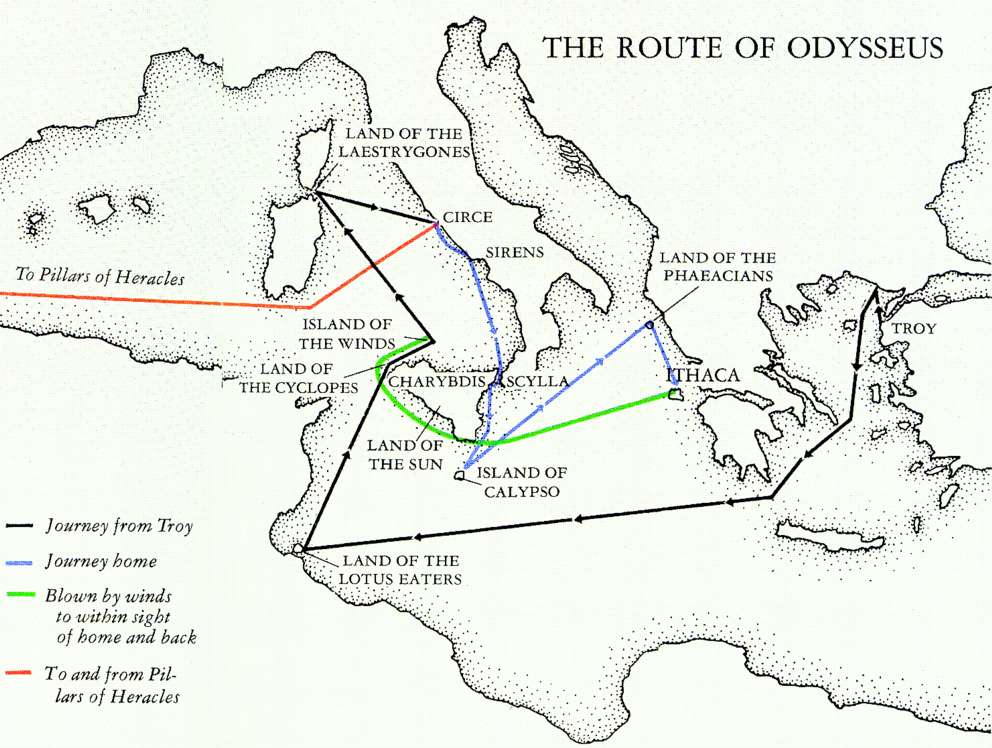 THE ROUTE OF ODYSSEUS
LAND OF THE
LAESTRYGONES
CIRCE
SIRENS
LAND OF THE
PHAEACIANS
To Pillars of Heracles
ISLAND OF
THE WINDS
TROY
LAND OF
THE CYCLOPES
CHARYBDIS
SCYLLA
ITHACA
LAND OF
THE SUN
ISLAND OF
CALYPSO
LAND OF THE
LOTUS EATERS
Journey from Troy
Journey home
Blown by winds
to within sight
of home and back
To and from Pil-
lars of Heracles